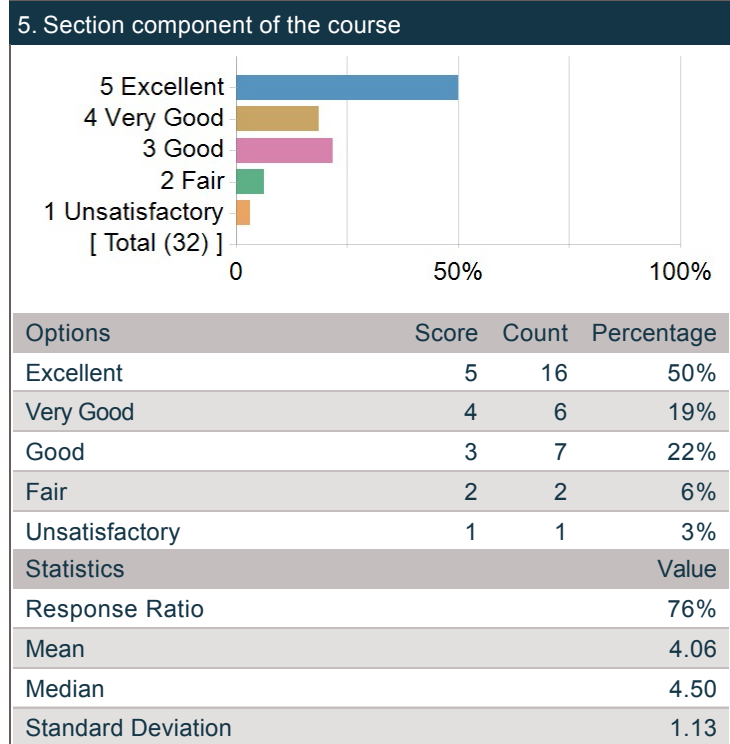 5. Section component of the course
5 Excellent
4 Very Good
3 Good
2 Fair
1 Unsatisfactory
[ Total (32) ]
0 50% 100%
Options Score Count Percentage
Excellent 5 16 50%
Very Good 4 6 19%
Good 3 7 22%
Fair 2 2 6%
Unsatisfactory 1 1 3%
Statistics Value
Response Ratio 76%
Mean 4.06
Median 4.50
Standard Deviation 1.13